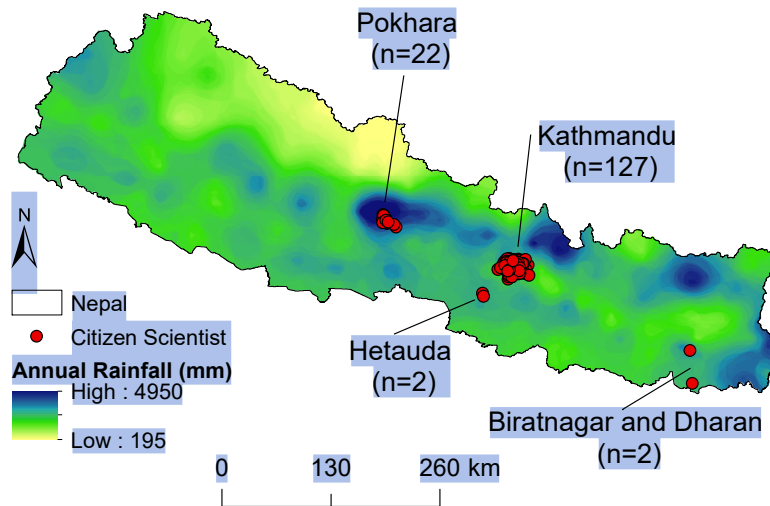 Pokhara
(n=22)
Kathmandu
(n=127)
N
Nepal
Citizen Scientist
Annual Rainfall (mm)
High : 4950
Low : 195
Hetauda
(n=2)
Biratnagar and Dharan
(n=2)
0 130 260 km